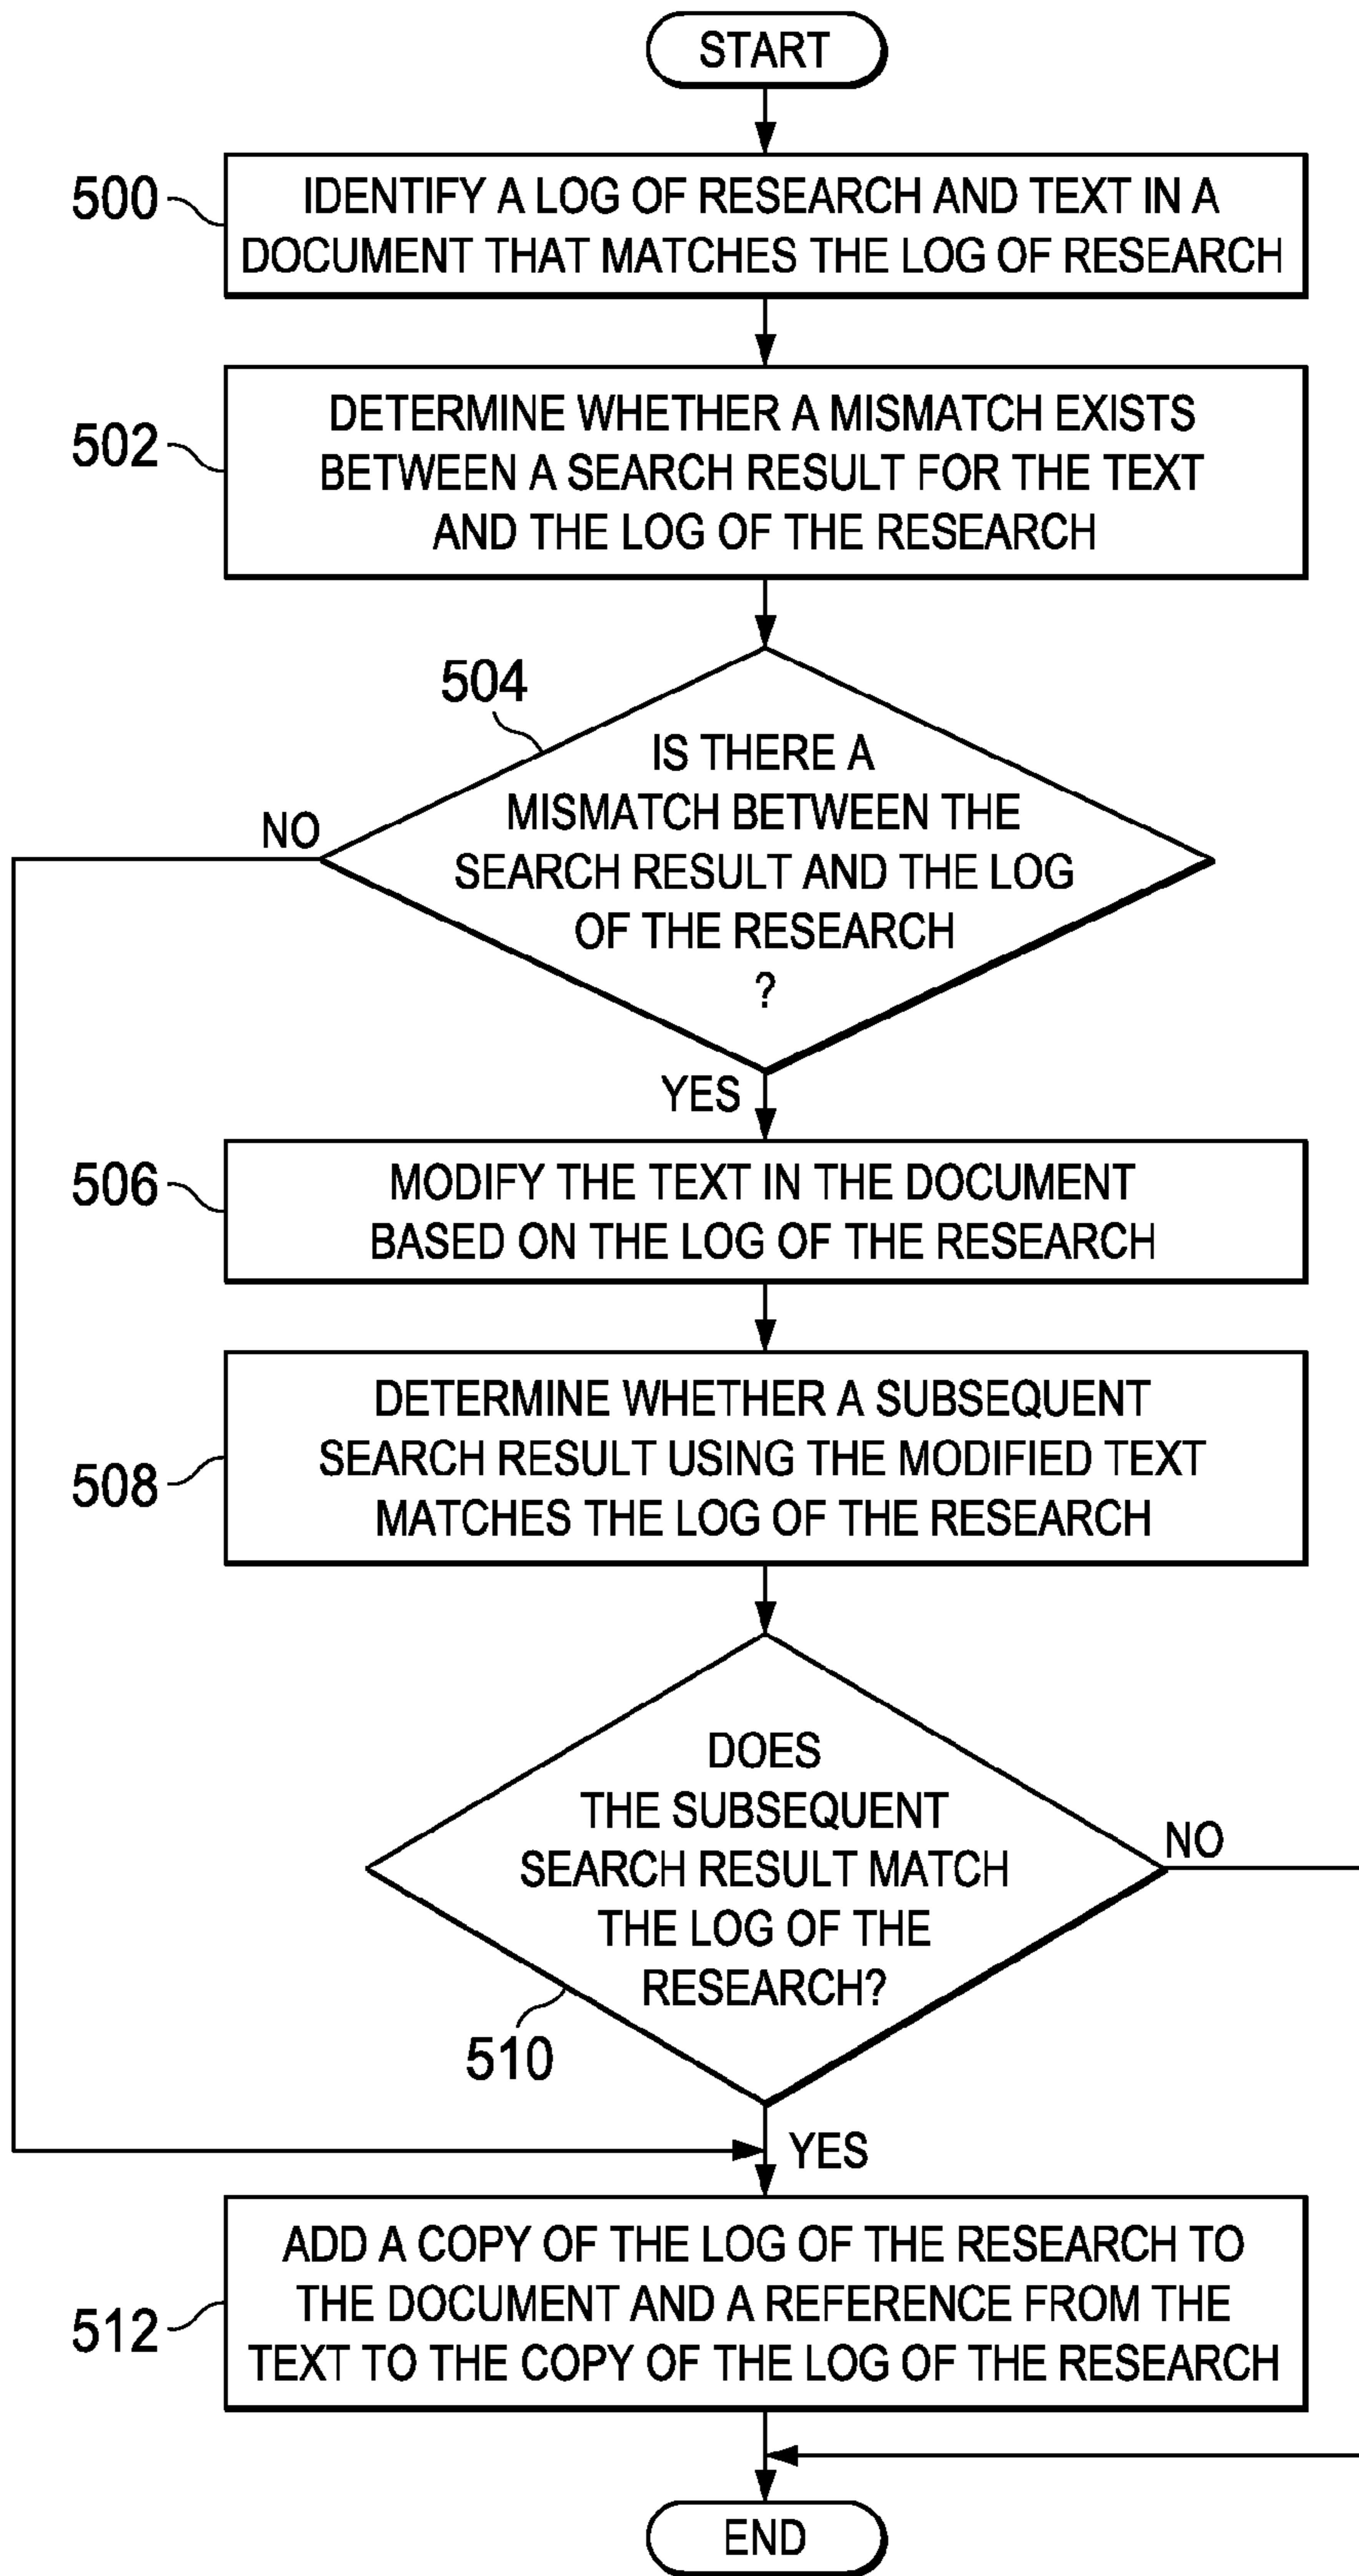 START
500
IDENTIFY A LOG OF RESEARCH AND TEXT IN A
DOCUMENT THAT MATCHES THE LOG OF RESEARCH
502
DETERMINE WHETHER A MISMATCH EXISTS
BETWEEN A SEARCH RESULT FOR THE TEXT
AND THE LOG OF THE RESEARCH
504
IS THERE A
MISMATCH BETWEEN THE
SEARCH RESULT AND THE LOG
OF THE RESEARCH
?
NO
YES
506
MODIFY THE TEXT IN THE DOCUMENT
BASED ON THE LOG OF THE RESEARCH
508
DETERMINE WHETHER A SUBSEQUENT
SEARCH RESULT USING THE MODIFIED TEXT
MATCHES THE LOG OF THE RESEARCH
DOES
THE SUBSEQUENT
SEARCH RESULT MATCH
THE LOG OF THE
RESEARCH?
NO
510
YES
512
ADD A COPY OF THE LOG OF THE RESEARCH TO
THE DOCUMENT AND A REFERENCE FROM THE
TEXT TO THE COPY OF THE LOG OF THE RESEARCH
END